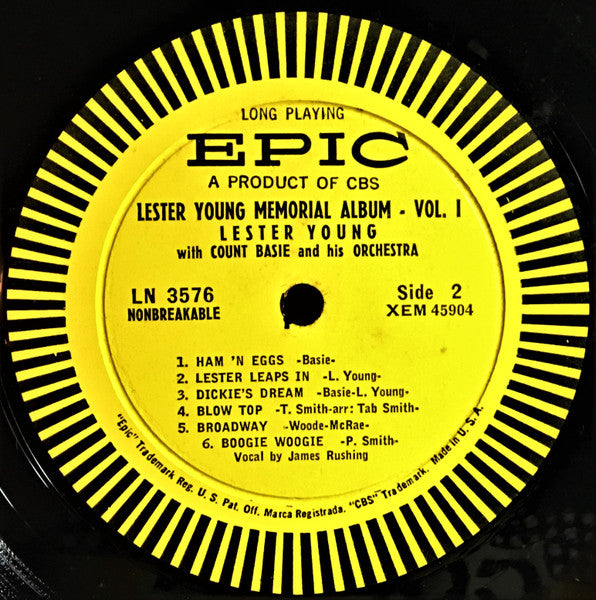 LONG PLAYING
EPIC
A PRODUCT OF CBS
LESTER YOUNG MEMORIAL ALBUM - VOL. I
LESTER YOUNG
with COUNT BASIE and his ORCHESTRA
LN 3576
NONBREAKABLE
Side 2
XEM 45904
1. HAM 'N EGGS -Basie-
2. LESTER LEAPS IN -L. Young-
3. DICKIE'S DREAM -Basie-L. Young-
4. BLOW TOP -T. Smith-arr: Tab Smith-
5. BROADWAY -Woode-McRae-
6. BOOGIE WOOGIE -P. Smith-
Vocal by James Rushing
"Epic" Trademark Reg. U. S. Pat. Off. Marca Registrada. "CBS" Trademark. Made in U. S. A.